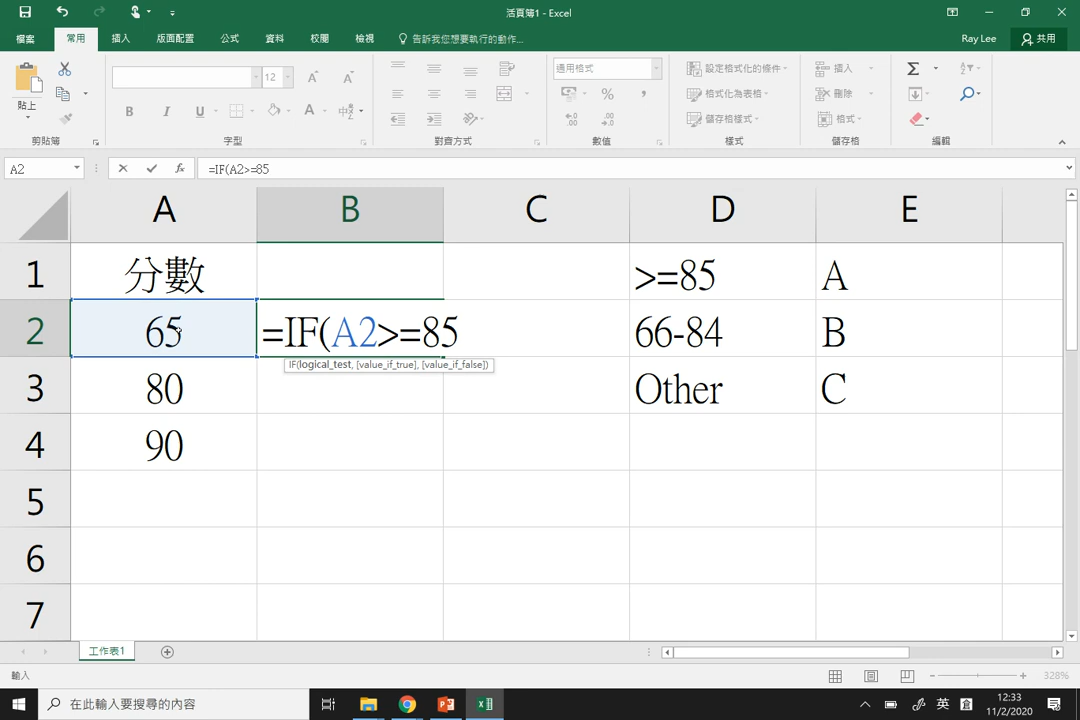 活頁簿1 - Excel
檔案 常用 插入 版面配置 公式 資料 校閱 檢視 告訴我您想要執行的動作... Ray Lee 共用
12 A A 通用格式 設定格式化的條件 插入 Σ
貼上 B I U A 中 % , 格式化為表格 刪除
儲存格樣式 格式
剪貼簿 字型 對齊方式 數值 樣式 儲存格 編輯
A2 fx =IF(A2>=85
A B C D E
1 分數 >=85 A
2 65 =IF(A2>=85 66-84 B
IF(logical_test, [value_if_true], [value_if_false])
3 80 Other C
4 90
5
6
7
工作表1
輸入 328%
在此輸入要搜尋的內容 英 12:33
11/2/2020